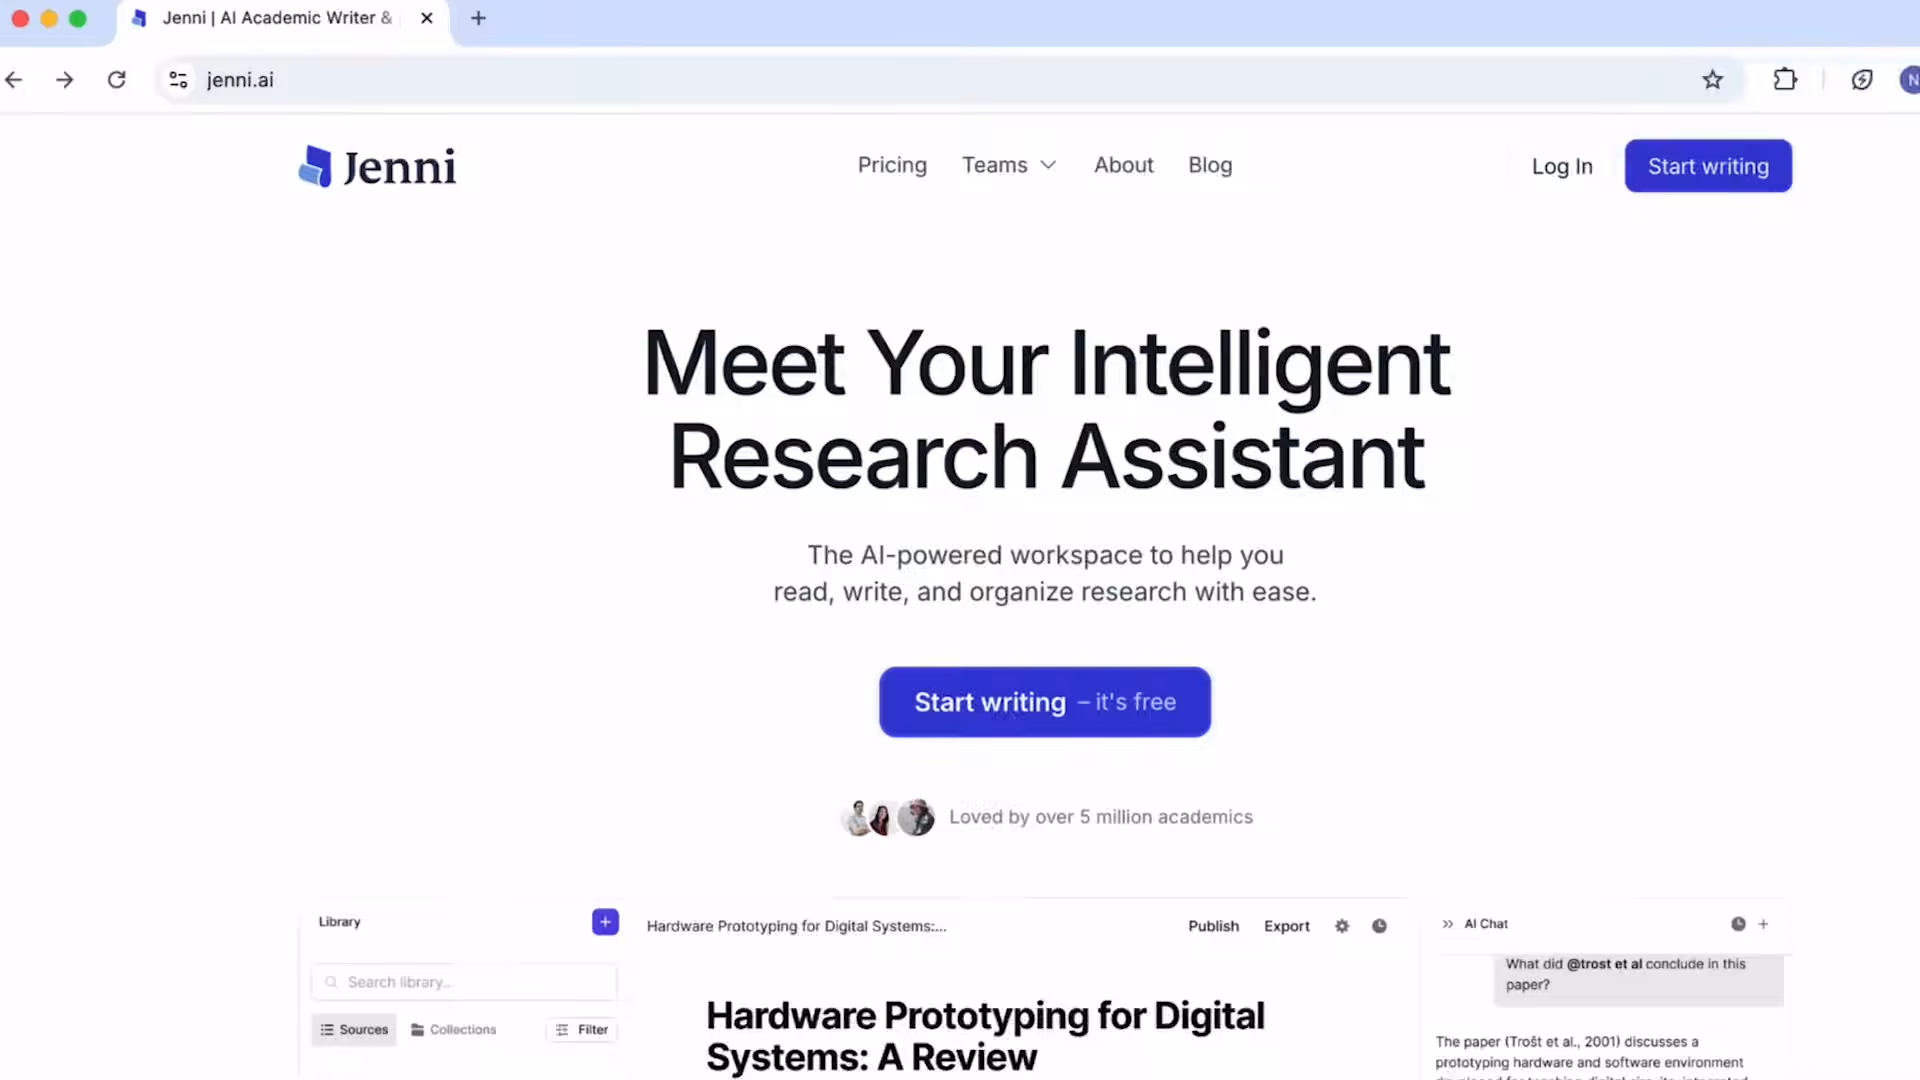 Jenni | AI Academic Writer &
jenni.ai
N
Jenni
Pricing
Teams
About
Blog
Log In
Start writing
Meet Your Intelligent
Research Assistant
The AI-powered workspace to help you
read, write, and organize research with ease.
Start writing – it's free
Loved by over 5 million academics
Library
Search library...
Sources
Collections
Filter
Hardware Prototyping for Digital Systems:...
Publish
Export
Hardware Prototyping for Digital
Systems: A Review
AI Chat
What did @trost et al conclude in this
paper?
The paper (Trošt et al., 2001) discusses a
prototyping hardware and software environment